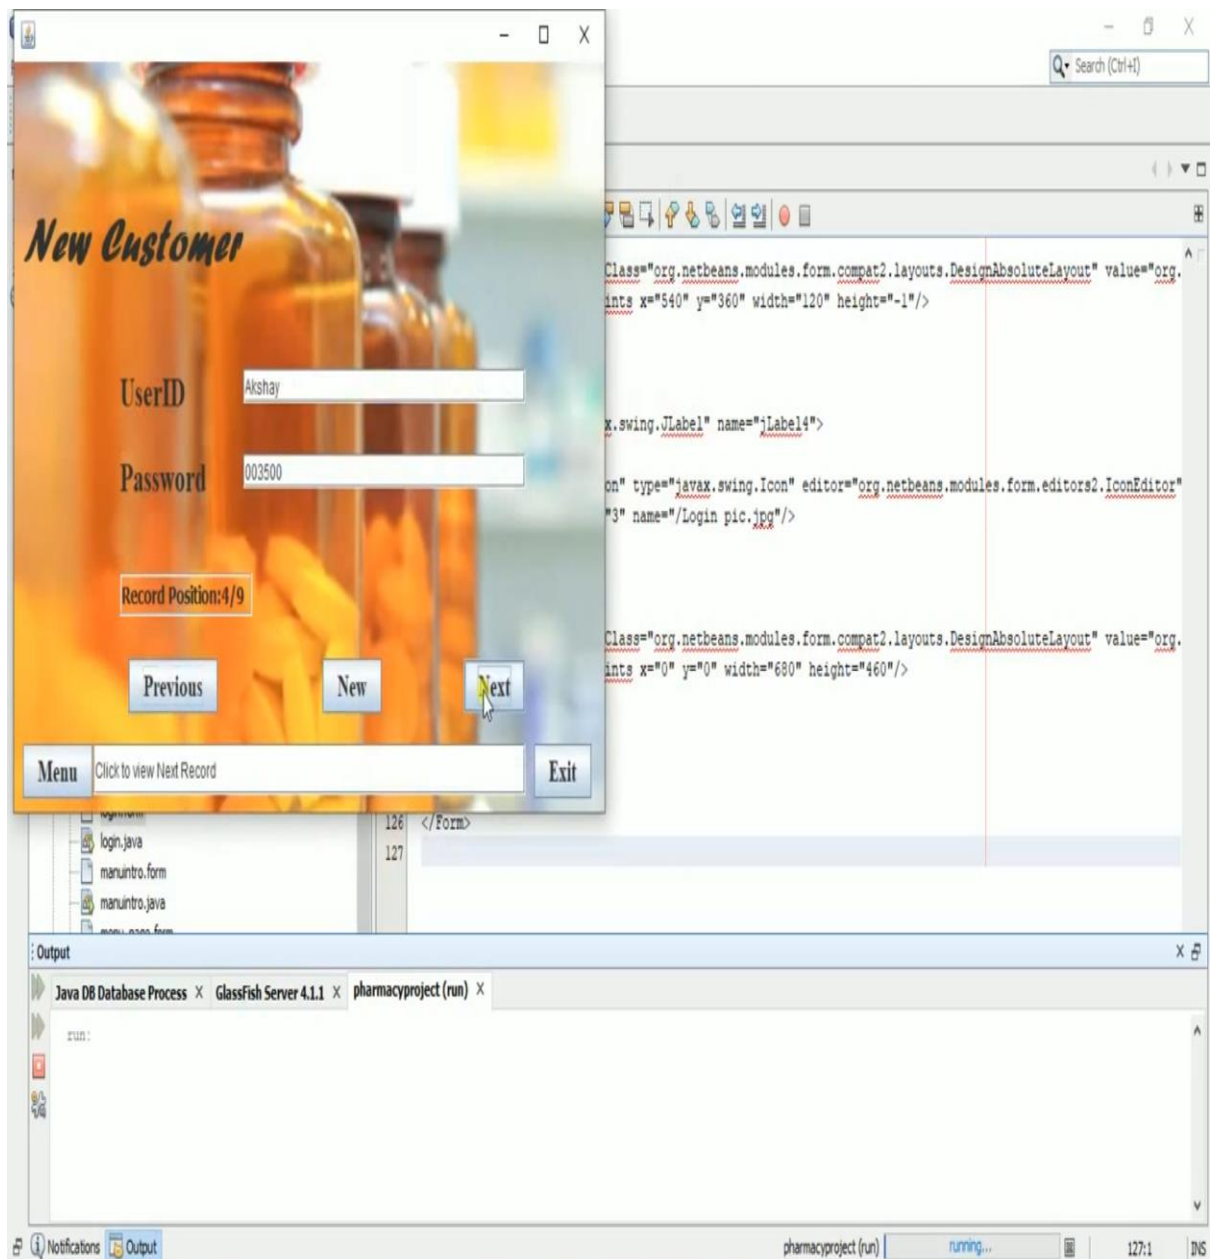 Search (Ctrl+I)
New Customer
UserID
Akshay
Password
003500
Record Position:4/9
Previous
New
Next
Menu
Click to view Next Record
Exit
Class="org.netbeans.modules.form.compat2.layouts.DesignAbsoluteLayout" value="org.
ints x="540" y="360" width="120" height="-1"/>
x.swing.JLabel" name="jLabel4">
on" type="javax.swing.Icon" editor="org.netbeans.modules.form.editors2.IconEditor"
"3" name="/Login pic.jpg"/>
Class="org.netbeans.modules.form.compat2.layouts.DesignAbsoluteLayout" value="org.
ints x="0" y="0" width="680" height="460"/>
126 </Form>
127
login.java
manuintro.form
manuintro.java
Output
Java DB Database Process X GlassFish Server 4.1.1 X pharmacyproject (run) X
run:
Notifications Output pharmacyproject (run) running... 127:1 INS